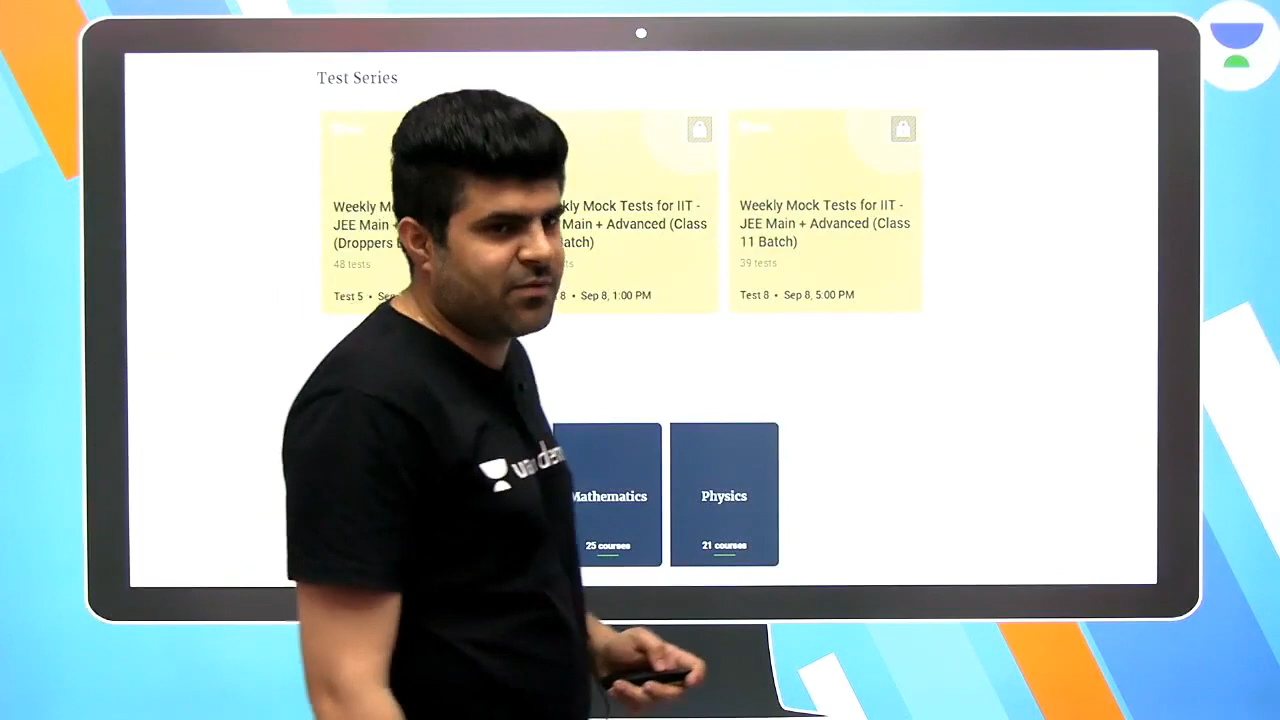 Test Series
Weekly M
JEE Main +
(Droppers
48 tests
Test 5 • Sep
kly Mock Tests for IIT -
Main + Advanced (Class
atch)
ts
8 • Sep 8, 1:00 PM
Weekly Mock Tests for IIT -
JEE Main + Advanced (Class
11 Batch)
39 tests
Test 8 • Sep 8, 5:00 PM
Mathematics
25 courses
Physics
21 courses